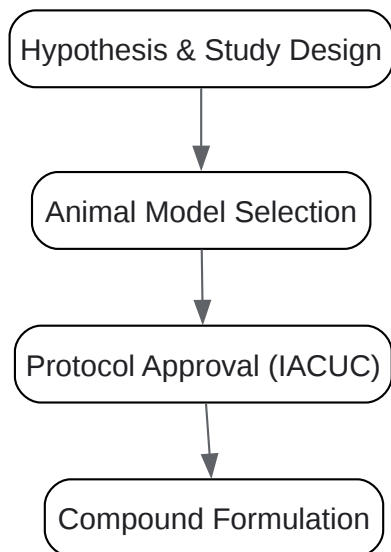 Hypothesis & Study Design
Animal Model Selection
Protocol Approval (IACUC)
Compound Formulation